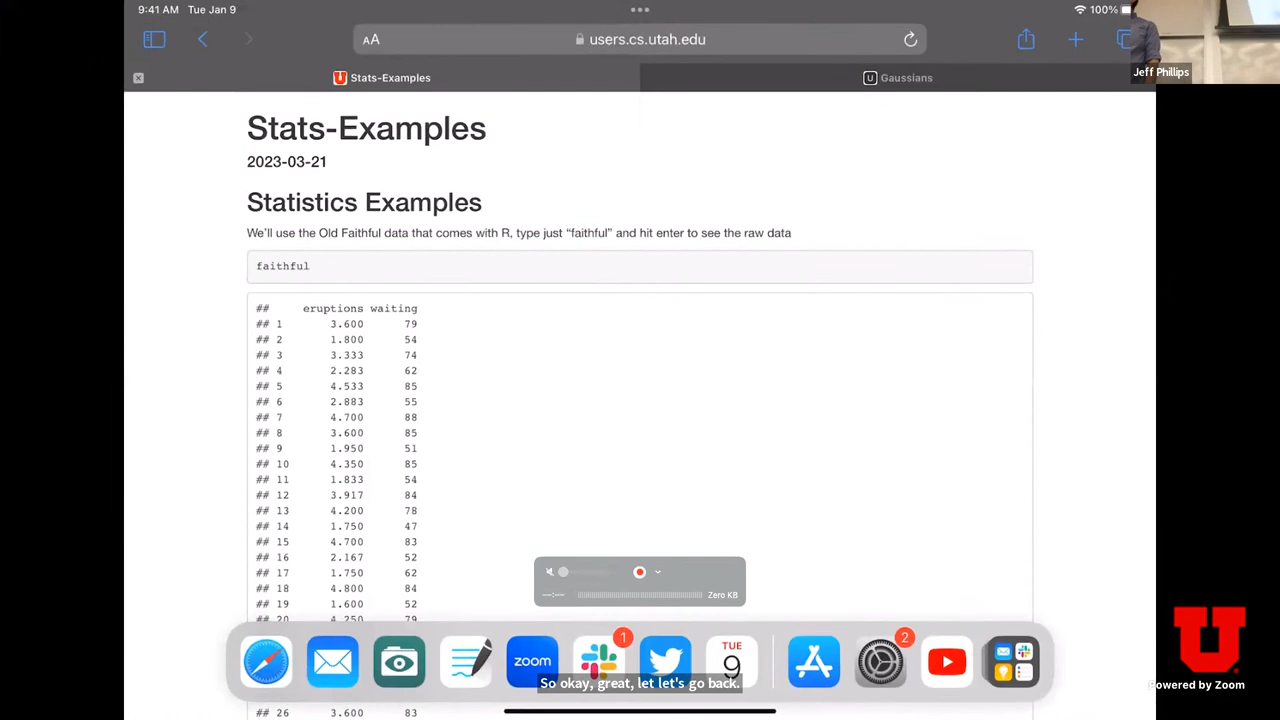 9:41 AM Tue Jan 9
100%
AA
users.cs.utah.edu
Stats-Examples
Gaussians
Jeff Phillips
Stats-Examples
2023-03-21
Statistics Examples
We'll use the Old Faithful data that comes with R, type just “faithful” and hit enter to see the raw data
faithful
## eruptions waiting
## 1 3.600 79
## 2 1.800 54
## 3 3.333 74
## 4 2.283 62
## 5 4.533 85
## 6 2.883 55
## 7 4.700 88
## 8 3.600 85
## 9 1.950 51
## 10 4.350 85
## 11 1.833 54
## 12 3.917 84
## 13 4.200 78
## 14 1.750 47
## 15 4.700 83
## 16 2.167 52
## 17 1.750 62
## 18 4.800 84
## 19 1.600 52
## 20 4.250 79
--:-- Zero KB
zoom
1
TUE
9
2
So okay, great, let let's go back.
## 26 3.600 83
U
Powered by Zoom